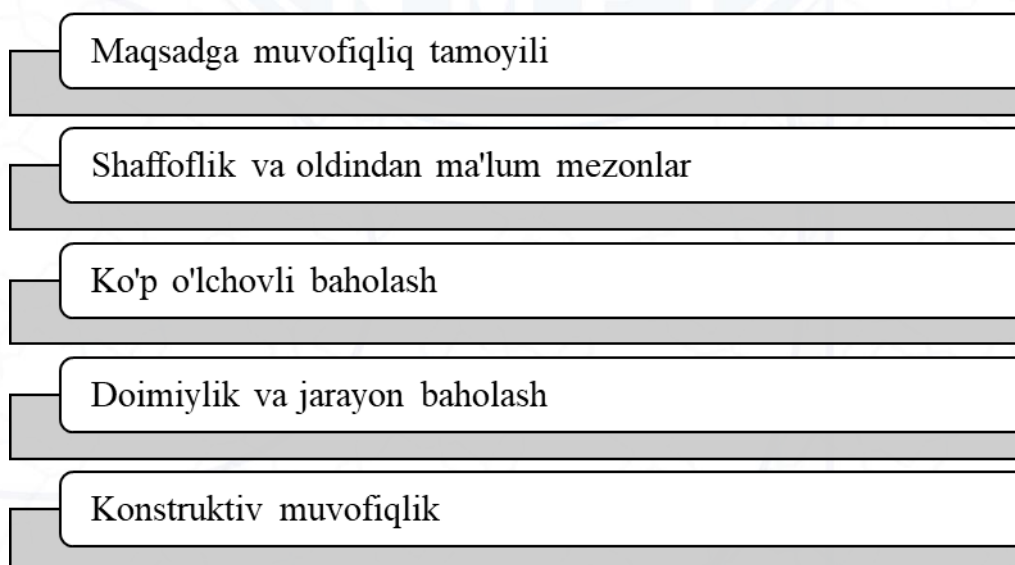 Maqsadga muvofiqliq tamoyili
Shaffoflik va oldindan ma'lum mezonlar
Ko'p o'lchovli baholash
Doimiylik va jarayon baholash
Konstruktiv muvofiqlik